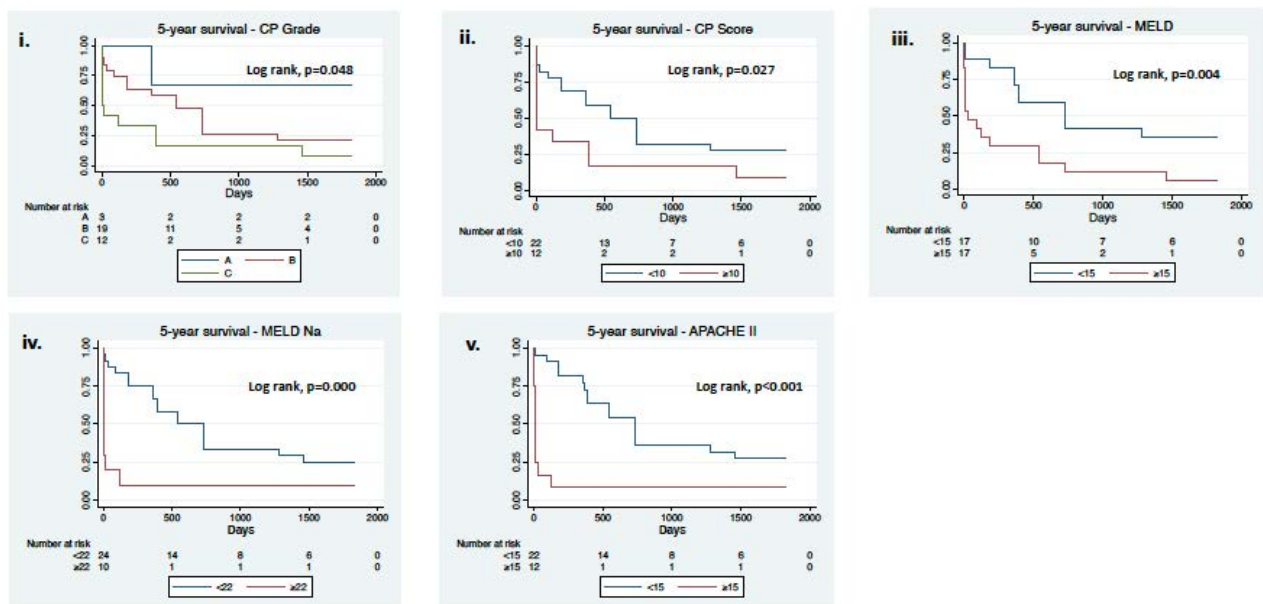 i.
5-year survival - CP Grade
Log rank, p=0.048
1.00
0.75
0.50
0.25
0.00
0 500 1000 1500 2000
Days
Number at risk
A 3 2 2 2 0
B 19 11 5 4 0
C 12 2 2 1 0
A B
C
ii.
5-year survival - CP Score
Log rank, p=0.027
1.00
0.75
0.50
0.25
0.00
0 500 1000 1500 2000
Days
Number at risk
<10 22 13 7 6 0
≥10 12 2 2 1 0
<10 ≥10
iii.
5-year survival - MELD
Log rank, p=0.004
1.00
0.75
0.50
0.25
0.00
0 500 1000 1500 2000
Days
Number at risk
<15 17 10 7 6 0
≥15 17 5 2 1 0
<15 ≥15
iv.
5-year survival - MELD Na
Log rank, p=0.000
1.00
0.75
0.50
0.25
0.00
0 500 1000 1500 2000
Days
Number at risk
<22 24 14 8 6 0
≥22 10 1 1 1 0
<22 ≥22
v.
5-year survival - APACHE II
Log rank, p<0.001
1.00
0.75
0.50
0.25
0.00
0 500 1000 1500 2000
Days
Number at risk
<15 22 14 8 6 0
≥15 12 1 1 1 0
<15 ≥15